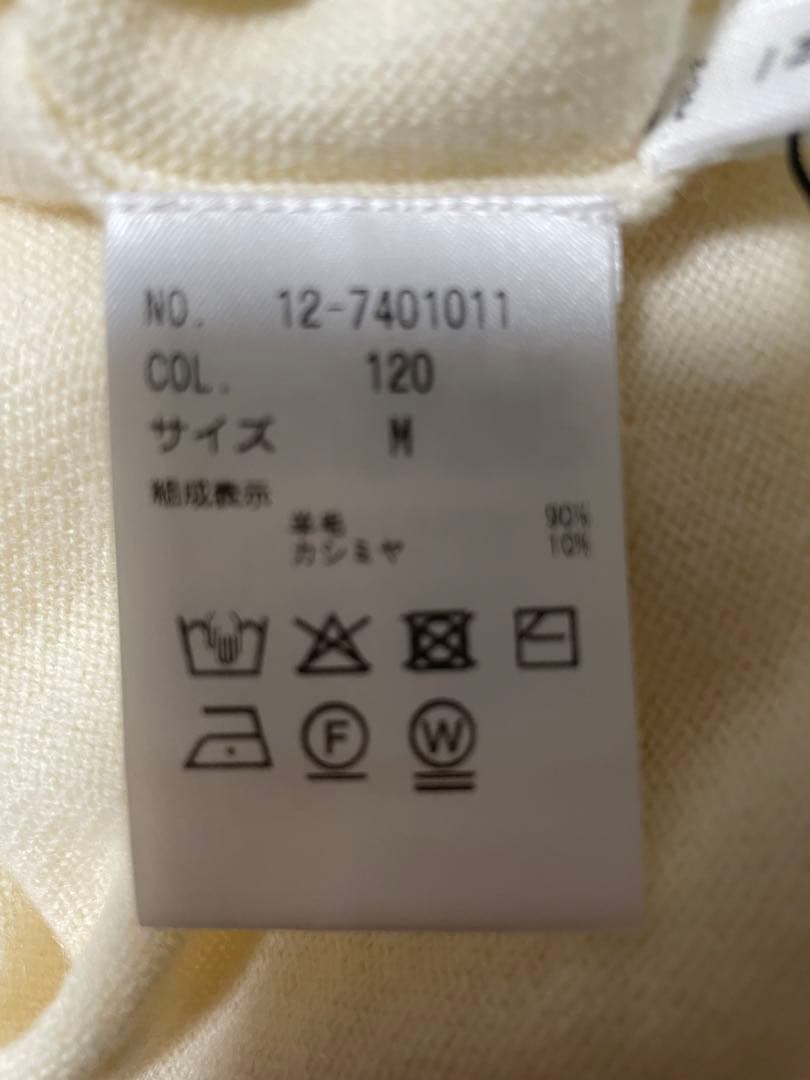 NO. 12-7401011
COL. 120
サイズ M
組成表示
羊毛 90%
カシミヤ 10%
F W